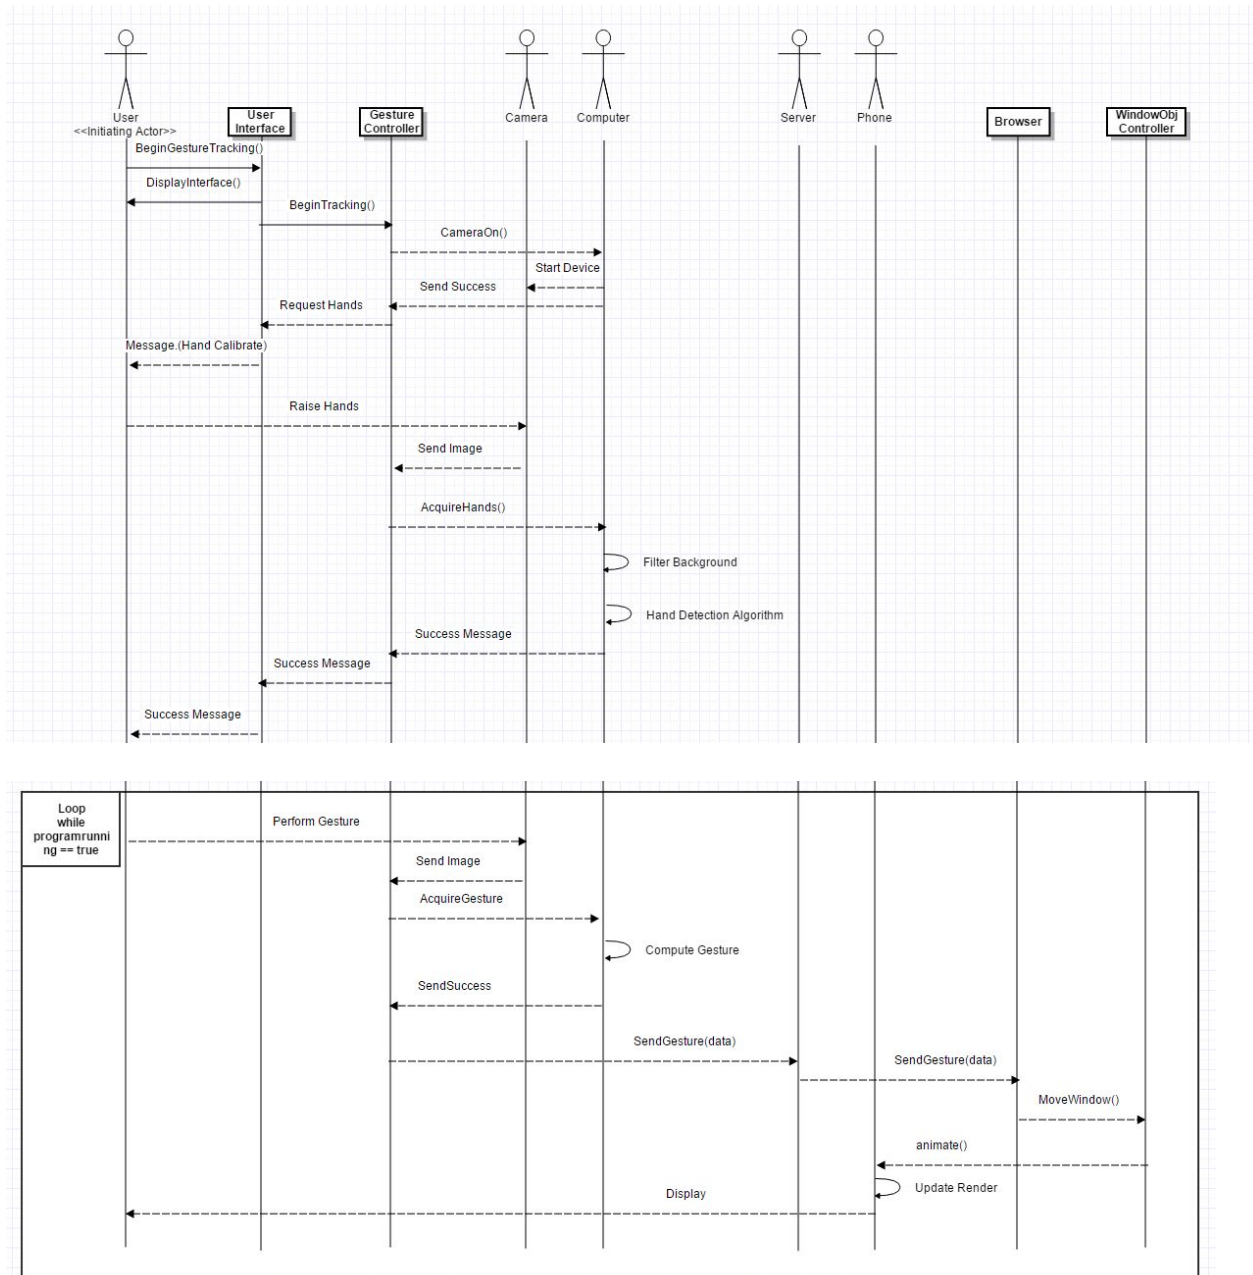 User
<<Initiating Actor>>
User
Interface
Gesture
Controller
Camera
Computer
Server
Phone
Browser
WindowObj
Controller
BeginGestureTracking()
DisplayInterface()
BeginTracking()
CameraOn()
Start Device
Send Success
Request Hands
Message.(Hand Calibrate)
Raise Hands
Send Image
AcquireHands()
Filter Background
Hand Detection Algorithm
Success Message
Success Message
Success Message
Loop
while
programrunni
ng == true
Perform Gesture
Send Image
AcquireGesture
Compute Gesture
SendSuccess
SendGesture(data)
SendGesture(data)
MoveWindow()
animate()
Update Render
Display